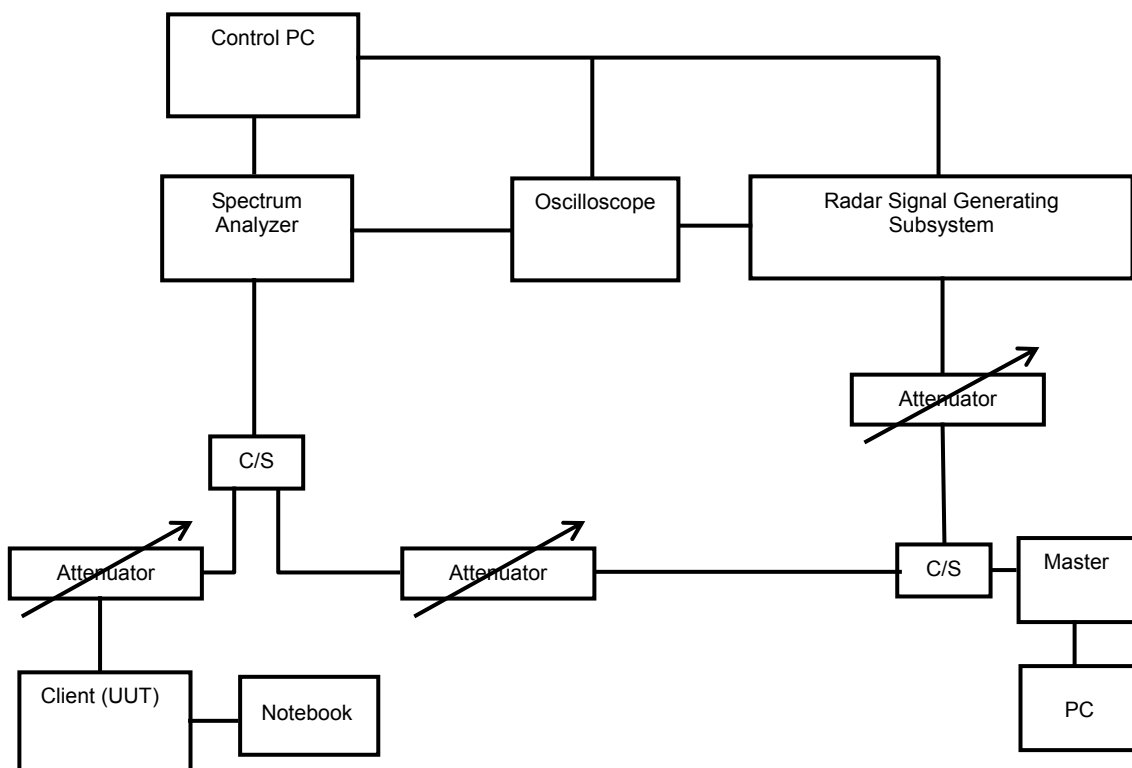 Control PC
Spectrum
Analyzer
Oscilloscope
Radar Signal Generating
Subsystem
Attenuator
C/S
Attenuator
Attenuator
C/S
Master
Client (UUT)
Notebook
PC